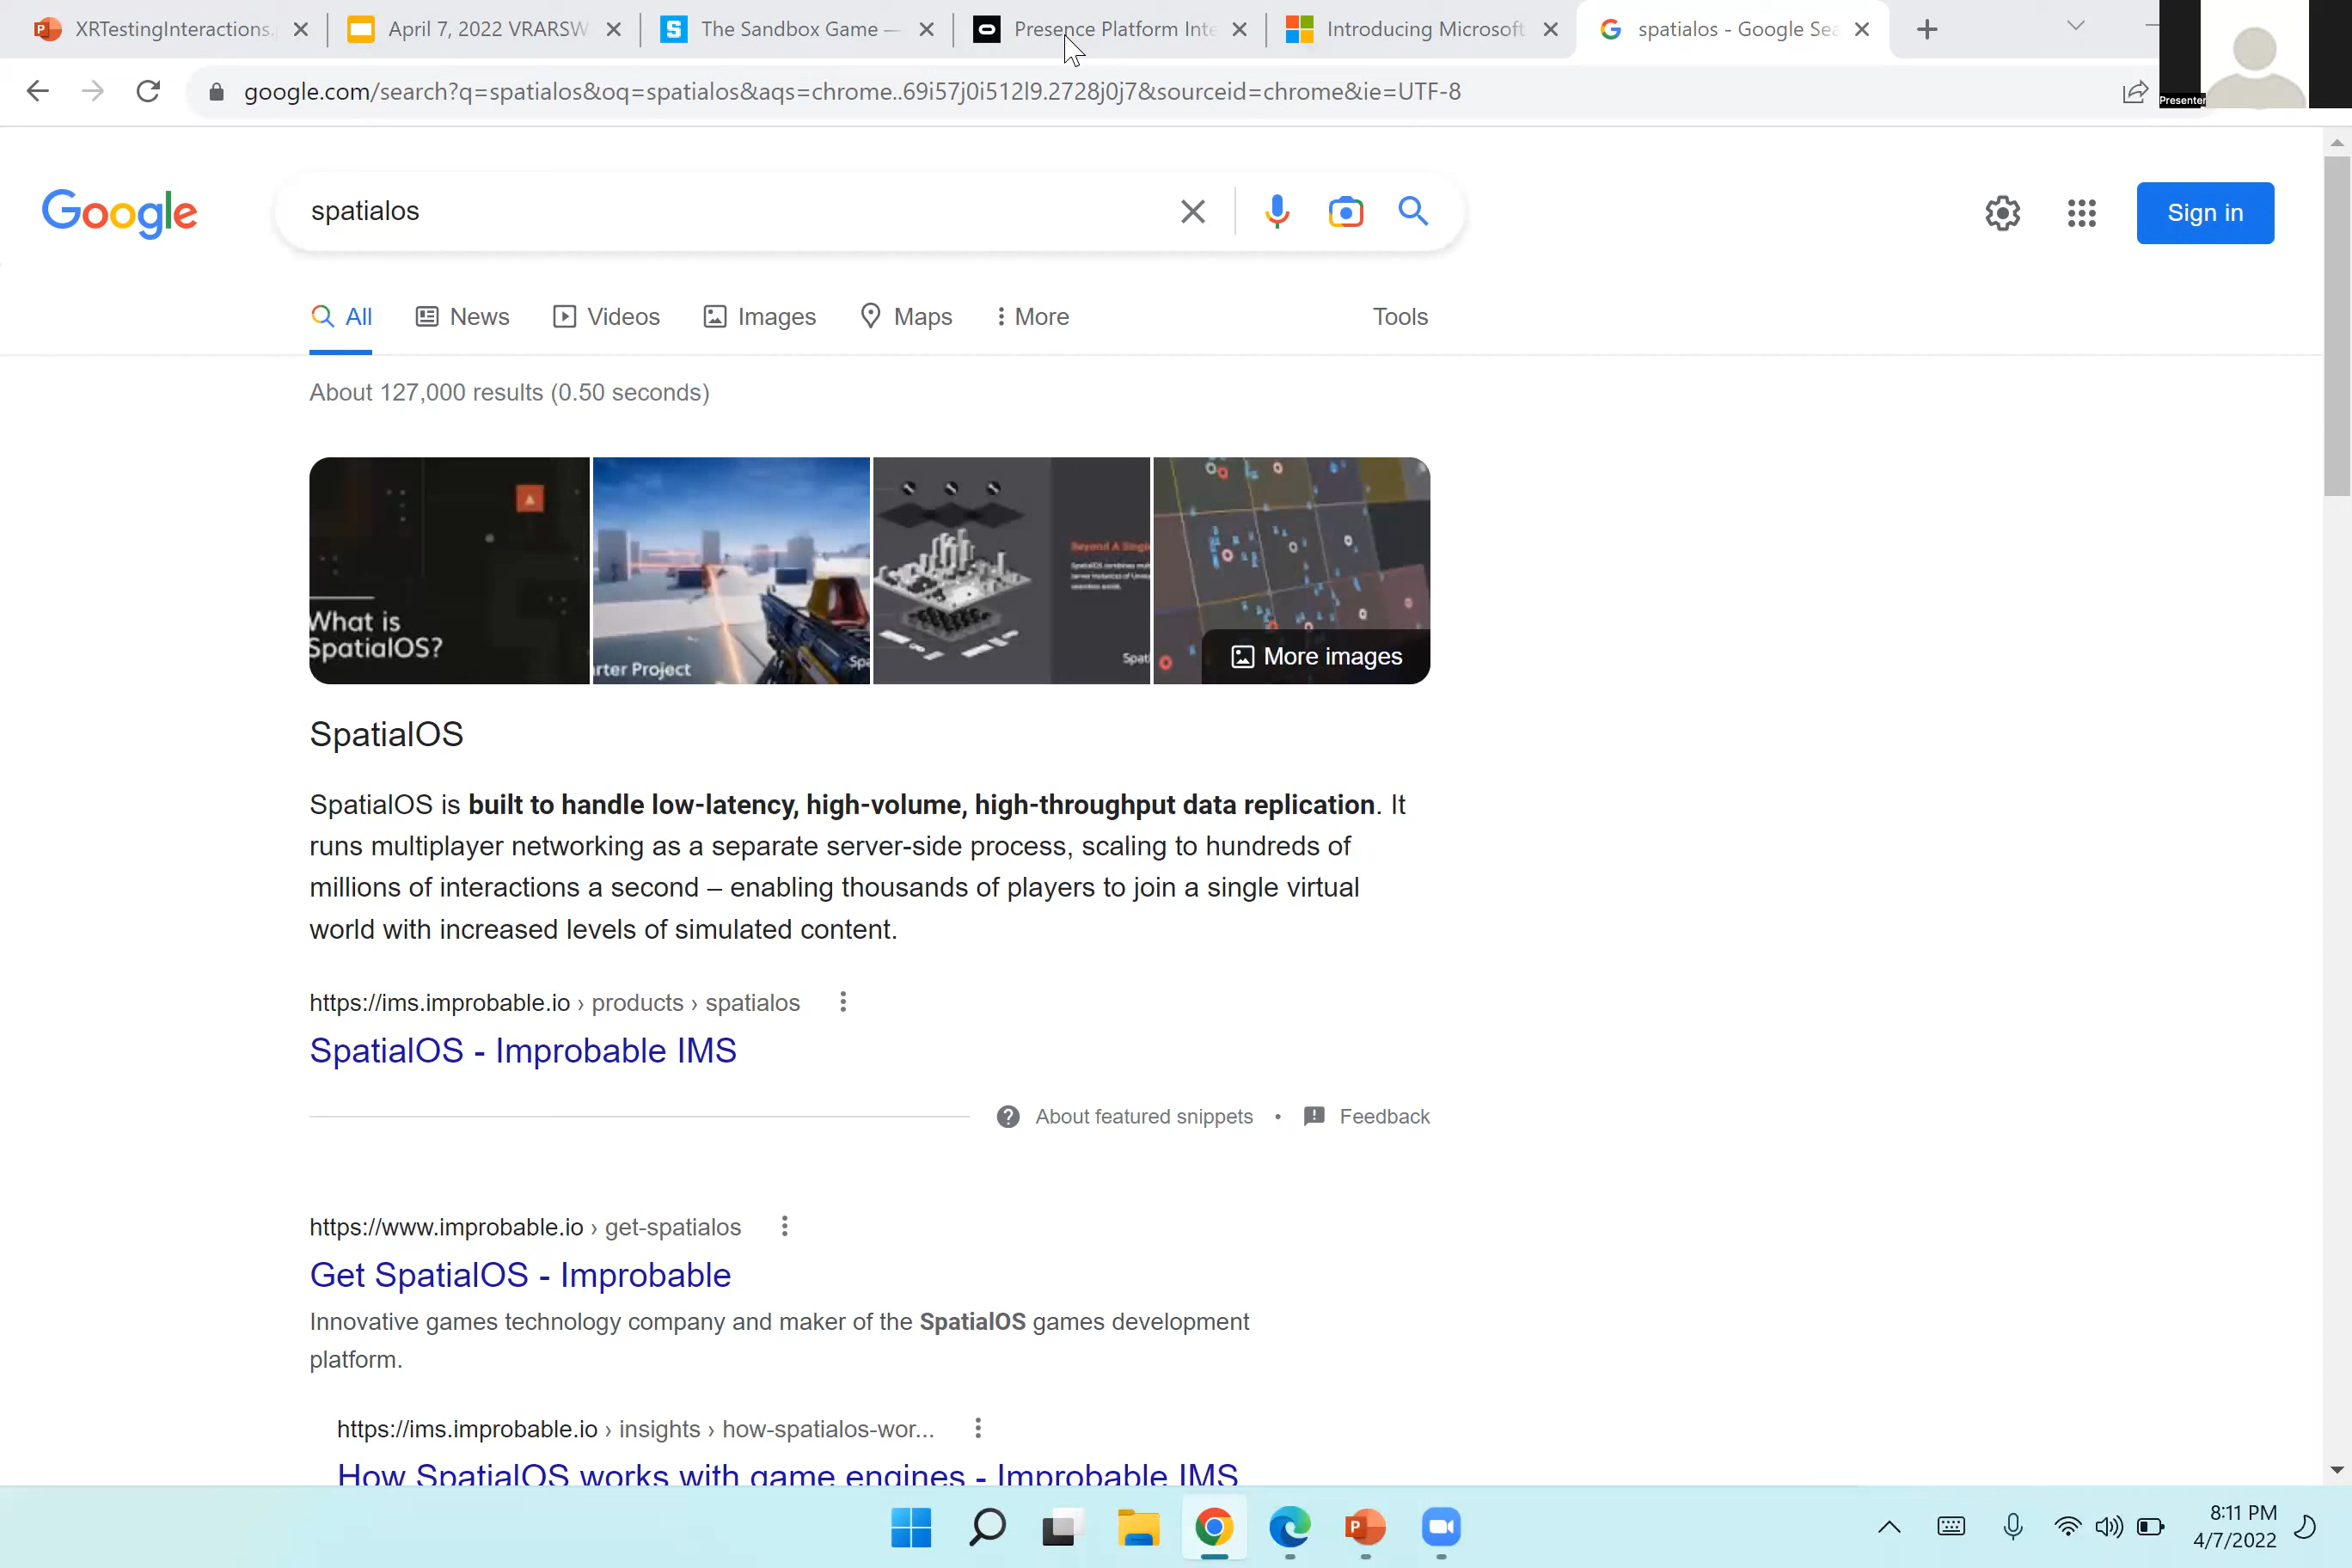 XRTestingInteractions.
April 7, 2022 VRARSW
The Sandbox Game —
Presence Platform Inte
Introducing Microsoft
spatialos - Google Sea
google.com/search?q=spatialos&oq=spatialos&aqs=chrome..69i57j0i512l9.2728j0j7&sourceid=chrome&ie=UTF-8
Presenter
Google
spatialos
Sign in
All
News
Videos
Images
Maps
More
Tools
About 127,000 results (0.50 seconds)
What is
SpatialOS?
rter Project
Spa
Beyond A Singl
Spati
More images
SpatialOS
SpatialOS is built to handle low-latency, high-volume, high-throughput data replication. It
runs multiplayer networking as a separate server-side process, scaling to hundreds of
millions of interactions a second – enabling thousands of players to join a single virtual
world with increased levels of simulated content.
https://ims.improbable.io › products › spatialos
SpatialOS - Improbable IMS
About featured snippets • Feedback
https://www.improbable.io › get-spatialos
Get SpatialOS - Improbable
Innovative games technology company and maker of the SpatialOS games development
platform.
https://ims.improbable.io › insights › how-spatialos-wor...
How SpatialOS works with game engines - Improbable IMS
8:11 PM
4/7/2022